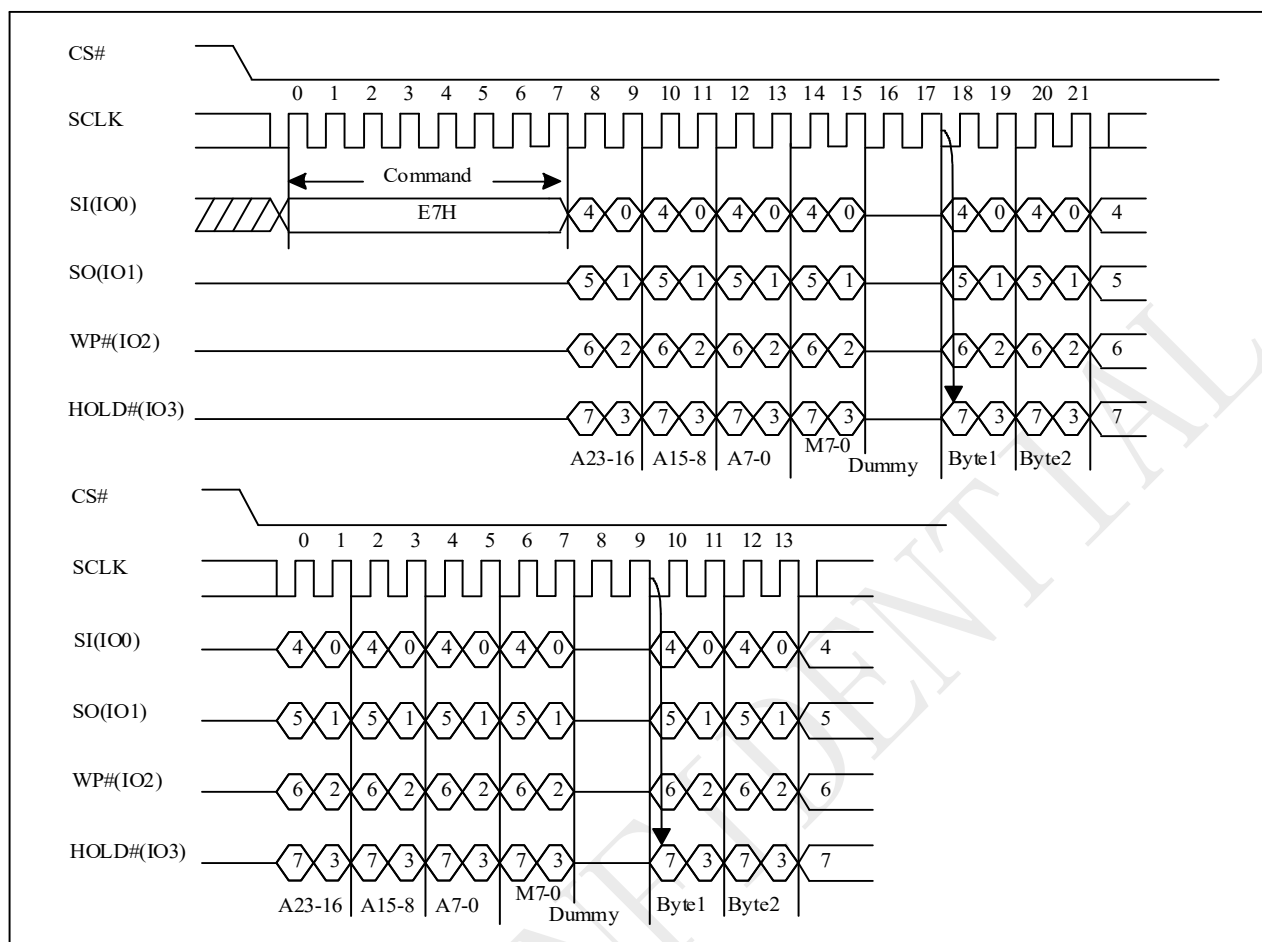 CS#
0 1 2 3 4 5 6 7 8 9 10 11 12 13 14 15 16 17 18 19 20 21
SCLK
Command
SI(IO0) E7H 4 0 4 0 4 0 4 0 4 0 4 0 4
SO(IO1) 5 1 5 1 5 1 5 1 5 1 5 1 5
WP#(IO2) 6 2 6 2 6 2 6 2 6 2 6 2 6
HOLD#(IO3) 7 3 7 3 7 3 7 3 7 3 7 3 7
A23-16 A15-8 A7-0 M7-0 Dummy Byte1 Byte2
CS#
0 1 2 3 4 5 6 7 8 9 10 11 12 13
SCLK
SI(IO0) 4 0 4 0 4 0 4 0 4 0 4 0 4
SO(IO1) 5 1 5 1 5 1 5 1 5 1 5 1 5
WP#(IO2) 6 2 6 2 6 2 6 2 6 2 6 2 6
HOLD#(IO3) 7 3 7 3 7 3 7 3 7 3 7 3 7
A23-16 A15-8 A7-0 M7-0 Dummy Byte1 Byte2
NFIDENTIAL